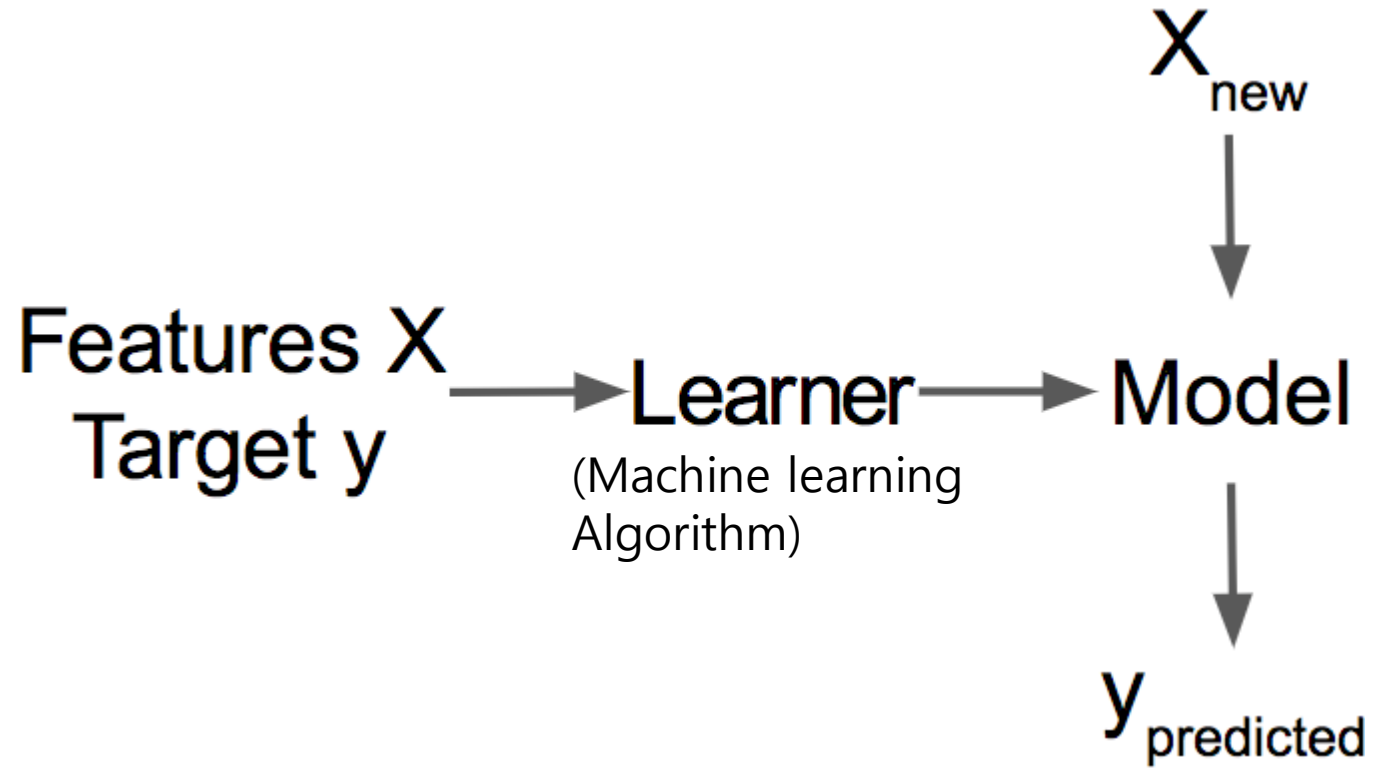 X new
Features X
Target y
Learner
(Machine learning
Algorithm)
Model
y predicted